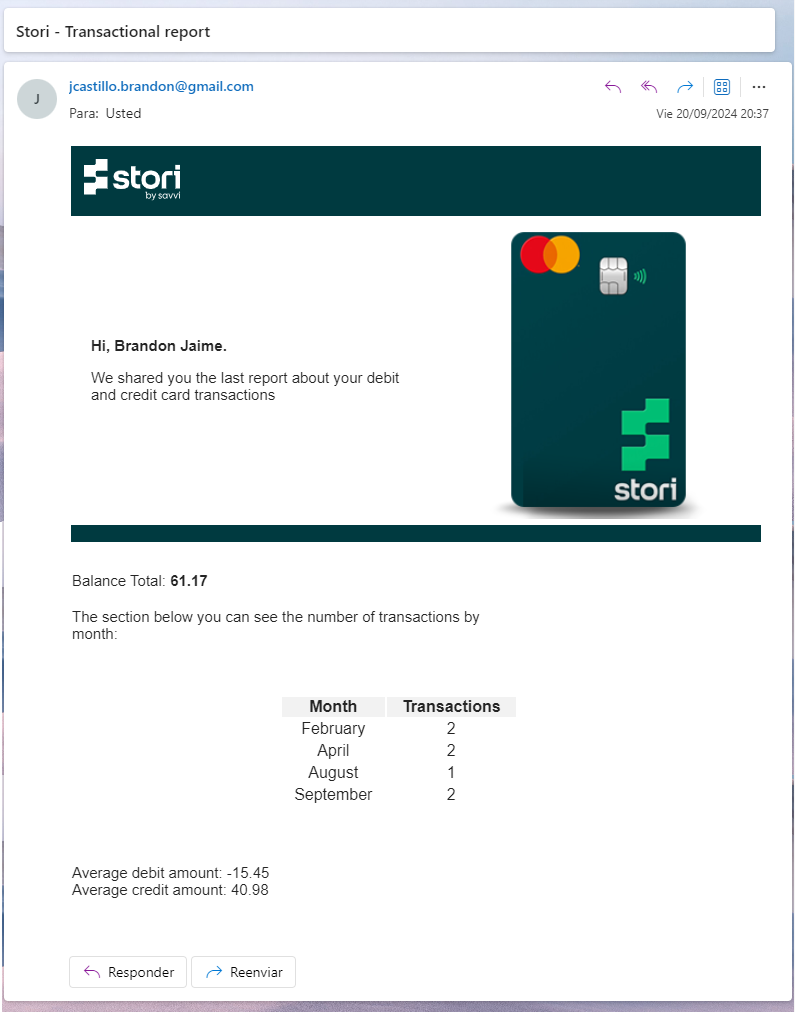 Stori - Transactional report
J
jcastillo.brandon@gmail.com
Para: Usted
Vie 20/09/2024 20:37
stori
by savvi
Hi, Brandon Jaime.
We shared you the last report about your debit
and credit card transactions
stori
Balance Total: 61.17
The section below you can see the number of transactions by
month:
Month Transactions
February 2
April 2
August 1
September 2
Average debit amount: -15.45
Average credit amount: 40.98
Responder Reenviar